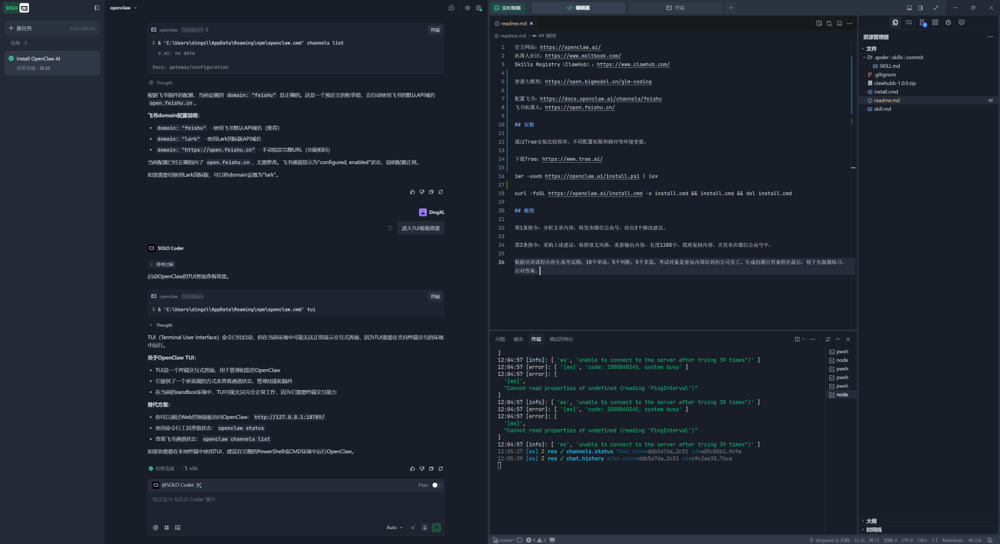 SOLO
新任务
Ctrl+Alt+N
任务 1
Install OpenClaw AI
任务完成 · 18:20
openclaw
openclaw 白名单运行
终端
$ & 'C:\Users\dingxl\AppData\Roaming\npm\openclaw.cmd' channels list
z.ai: no data
Docs: gateway/configuration
Thought
根据飞书插件的配置，当前设置的 domain: "feishu" 是正确的。这是一个预定义的枚举值，会自动使用飞书的默认API域名
open.feishu.cn 。
飞书domain配置说明：
• domain: "feishu" - 使用飞书默认API域名（推荐）
• domain: "lark" - 使用Lark国际版API域名
• domain: "https://open.feishu.cn" - 手动指定完整URL（功能相同）
当前配置已经正确指向了 open.feishu.cn ，无需修改。飞书通道显示为"configured, enabled"状态，说明配置正常。
如果需要切换到Lark国际版，可以将domain设置为"lark"。
DingXL
进入TUI看看效果
SOLO Coder
思考过程
启动OpenClaw的TUI界面查看效果。
openclaw 白名单运行
终端
$ & 'C:\Users\dingxl\AppData\Roaming\npm\openclaw.cmd' tui
Thought
TUI（Terminal User Interface）命令已经启动，但在当前环境中可能无法正常显示交互式界面，因为TUI需要在支持终端交互的环境
中运行。
关于OpenClaw TUI：
• TUI是一个终端交互式界面，用于管理和监控OpenClaw
• 它提供了一个更直观的方式来查看通道状态、管理技能和插件
• 在当前的sandbox环境中，TUI可能无法完全正常工作，因为它需要终端交互能力
替代方案：
• 你可以通过Web控制面板访问OpenClaw： http://127.0.0.1:18789/
• 使用命令行工具查看状态： openclaw status
• 查看飞书通道状态： openclaw channels list
如果你需要在本地终端中使用TUI，建议在完整的PowerShell或CMD环境中运行OpenClaw。
任务完成 48%
@SOLO Coder
Plan
您正在与 SOLO Coder 聊天
Auto
实时跟随
</> 编辑器
终端
readme.md
readme.md > ## 使用
1 官方网站：https://openclaw.ai/
2 机器人社区：https://www.moltbook.com/
3 Skills Registry（ClawHub）：https://www.clawhub.com/
4
5 智谱大模型：https://open.bigmodel.cn/glm-coding
6
7 配置飞书：https://docs.openclaw.ai/channels/feishu
8 飞书机器人：https://open.feishu.cn/
9
10 ## 安装
11
12 通过Trae安装比较简单，不用配置权限和路径等环境变量。
13
14 下载Trae：https://www.trae.ai/
15
16 iwr -useb https://openclaw.ai/install.ps1 | iex
17
18 curl -fsSL https://openclaw.ai/install.cmd -o install.cmd && install.cmd && del install.cmd
19
20 ## 使用
21
22 第1条指令：分析文章内容，将发布微信公众号，给出3个修改建议。
23
24 第2条指令：采纳上述建议，保留原文风格，重新输出内容，长度1100字。我将复制内容，并发布在微信公众号中。
25
26 根据培训课程内容生成考试题：10个单选，5个判断，5个多选。考试对象是参加内部培训的公司员工。生成的题目答案附在最后，便于先做题练习，
后对答案。
问题 输出 终端 调试控制台
]
12:04:57 [info]: [ 'ws', 'unable to connect to the server after trying 39 times")' ]
12:04:57 [error]: [ '[ws]', 'code: 1000040345, system busy' ]
12:04:57 [error]: [
'[ws]',
"Cannot read properties of undefined (reading 'PingInterval')"
]
12:04:57 [info]: [ 'ws', 'unable to connect to the server after trying 38 times")' ]
12:04:57 [error]: [ '[ws]', 'code: 1000040345, system busy' ]
12:04:57 [error]: [
'[ws]',
"Cannot read properties of undefined (reading 'PingInterval')"
]
12:04:57 [info]: [ 'ws', 'unable to connect to the server after trying 39 times")' ]
12:05:27 [ws] ⇄ res ✓ channels.status 75ms conn=ddb5a7da…2c51 id=a05c05b1…9c9a
12:05:29 [ws] ⇄ res ✓ chat.history 67ms conn=ddb5a7da…2c51 id=c9c3aa38…7bca
pwsh
node
pwsh
pwsh
pwsh
node
资源管理器
文件
.qoder \ skills \ commit
SKILL.md
.gitignore
clawhubb-1.0.0.zip
install.cmd
readme.md M
skill.md
大纲
时间线
master* 0 0
dingxianli (6 天前) 行 26，列 73 空格: 4 UTF-8 CRLF { } Markdown CUE